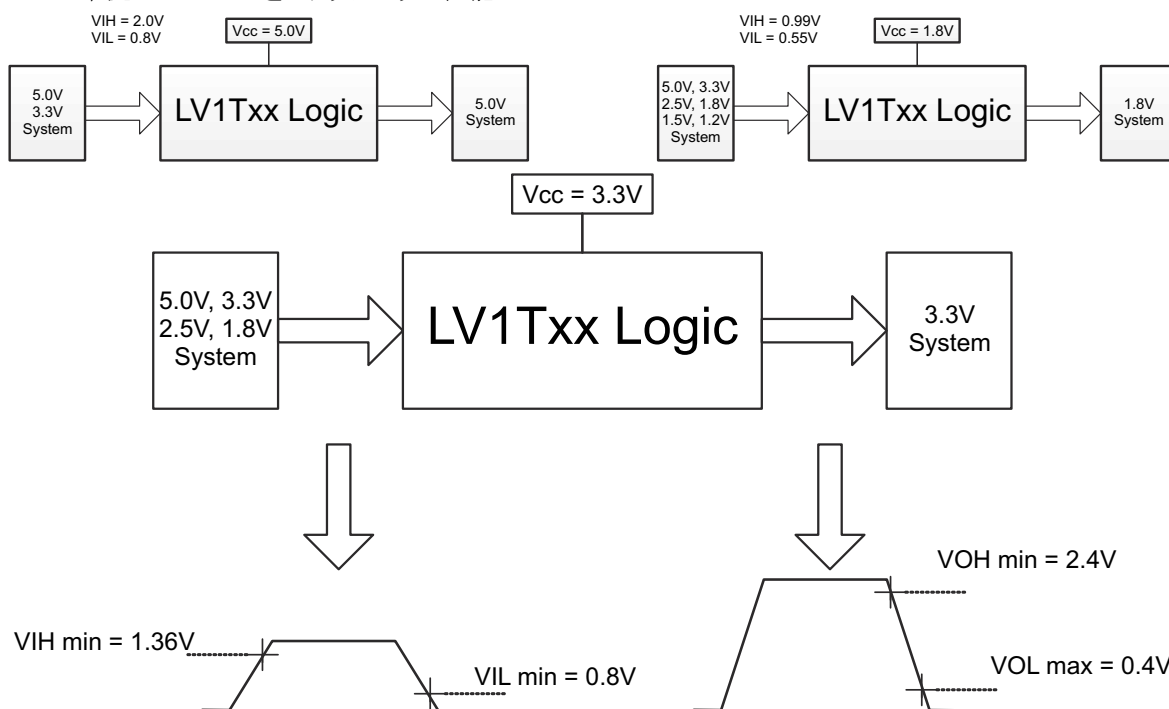 VIH = 2.0V
VIL = 0.8V
Vcc = 5.0V
5.0V
3.3V
System
LV1Txx Logic
5.0V
System
VIH = 0.99V
VIL = 0.55V
Vcc = 1.8V
5.0V, 3.3V
2.5V, 1.8V
1.5V, 1.2V
System
LV1Txx Logic
1.8V
System
Vcc = 3.3V
5.0V, 3.3V
2.5V, 1.8V
System
LV1Txx Logic
3.3V
System
VIH min = 1.36V
VIL min = 0.8V
VOH min = 2.4V
VOL max = 0.4V